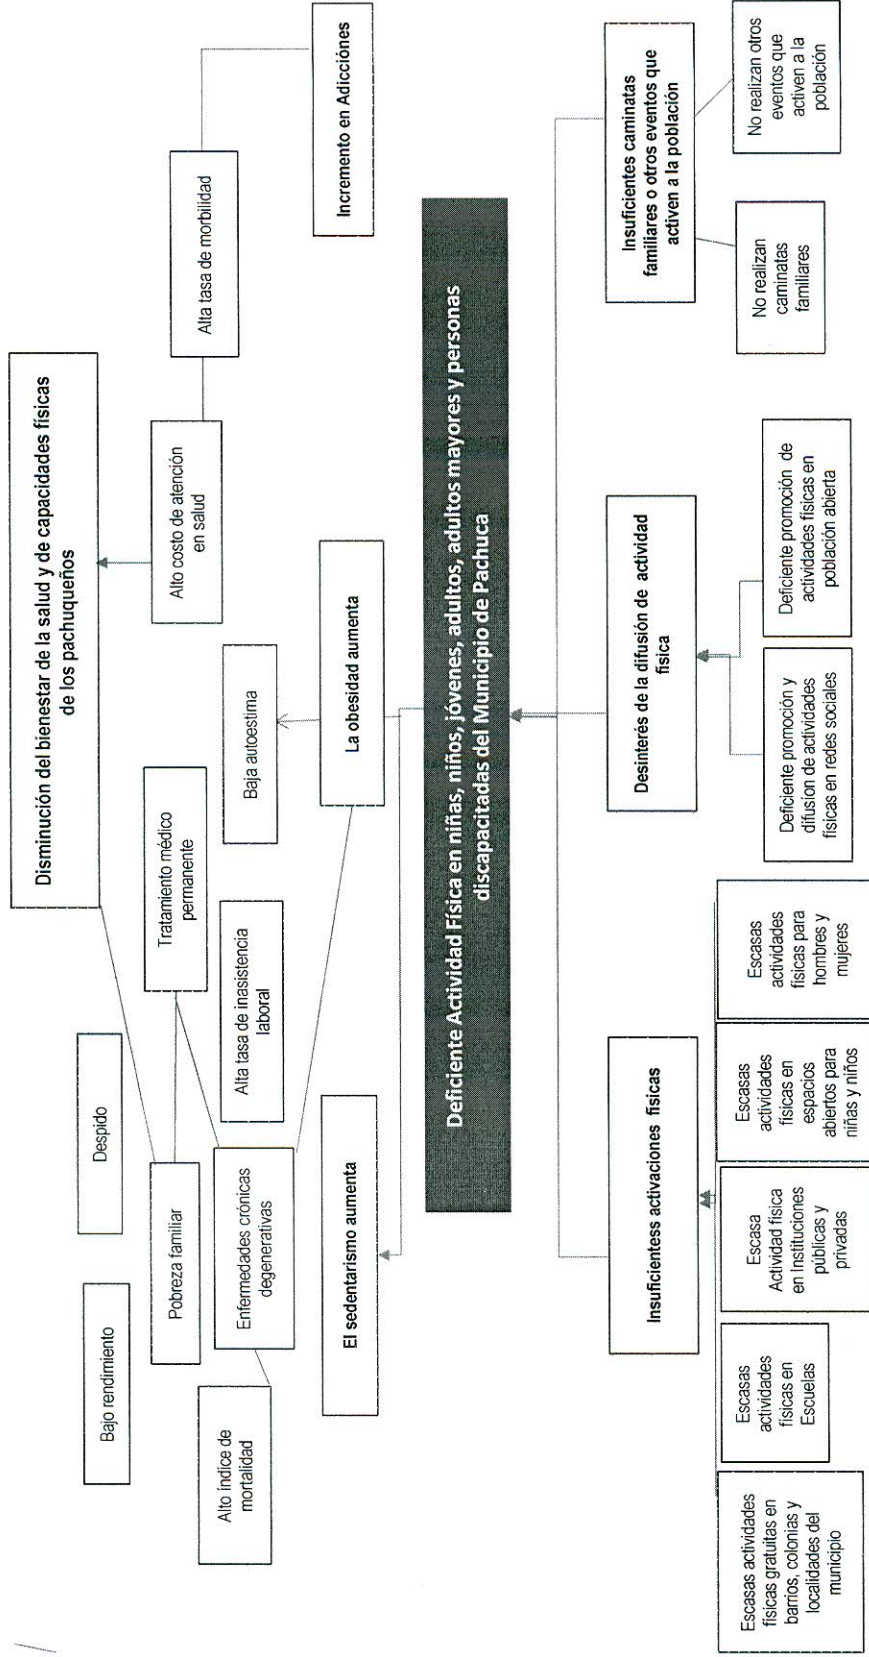 Disminución del bienestar de la salud y de capacidades físicas
de los pachuqueños
Bajo rendimiento
Despido
Pobreza familiar
Tratamiento médico
permanente
Alto costo de atención
en salud
Alta tasa de morbilidad
Alto índice de
mortalidad
Enfermedades crónicas
degenerativas
Alta tasa de inasistencia
laboral
Baja autoestima
El sedentarismo aumenta
La obesidad aumenta
Incremento en Adicciónes
Deficiente Actividad Física en niñas, niños, jóvenes, adultos, adultos mayores y personas
discapacitadas del Municipio de Pachuca
Insuficientess activaciones físicas
Desinterés de la difusión de actividad
física
Insuficientes caminatas
familiares o otros eventos que
activen a la población
Escasas actividades
físicas gratuitas en
barrios, colonias y
localidades del
municipio
Escasas
actividades
físicas en
Escuelas
Escasa
Actividad física
en Instituciones
públicas y
privadas
Escasas
actividades
físicas en
espacios
abiertos para
niñas y niños
Escasas
actividades
físicas para
hombres y
mujeres
Deficiente promoción y
difusion de actividades
físicas en redes sociales
Deficiente promoción de
actividades físicas en
población abierta
No realizan
caminatas
familiares
No realizan otros
eventos que
activen a la
población